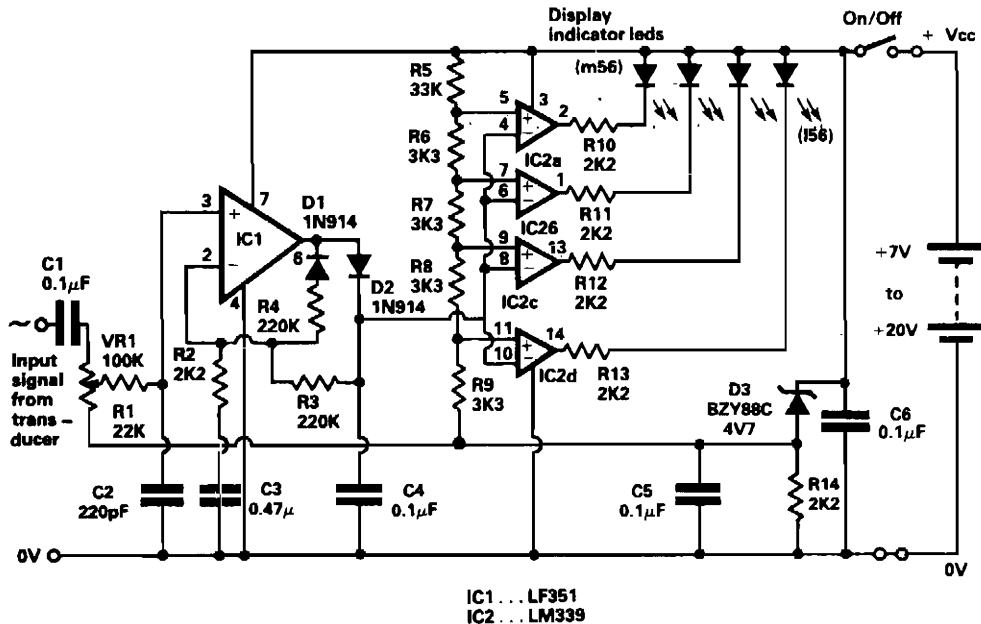 Display
indicator leds
On/Off
+ Vcc
(m56)
R5
33K
5
3
2
4
(l56)
R6
3K3
IC2a
R10
2K2
7
1
6
D1
1N914
3
7
R7
3K3
IC26
R11
2K2
9
13
8
+7V
to
+20V
IC1
2
6
4
R8
3K3
D2
1N914
IC2c
R12
2K2
C1
0.1μF
R4
220K
11
14
10
~
VR1
100K
R2
2K2
IC2d
R13
2K2
Input
signal
from
trans –
ducer
R1
22K
R3
220K
R9
3K3
D3
BZY88C
4V7
C6
0.1μF
C2
220pF
C3
0.47μ
C4
0.1μF
C5
0.1μF
R14
2K2
0V
0V
IC1 ... LF351
IC2 ... LM339